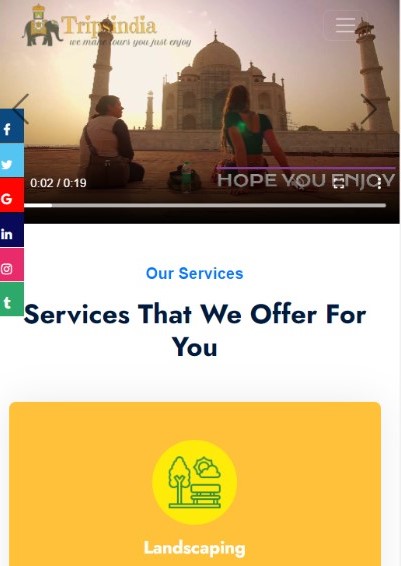 Tripsindia
we make tours you just enjoy
0:02 / 0:19
HOPE YOU ENJOY
f
G
in
t
Our Services
Services That We Offer For
You
Landscaping